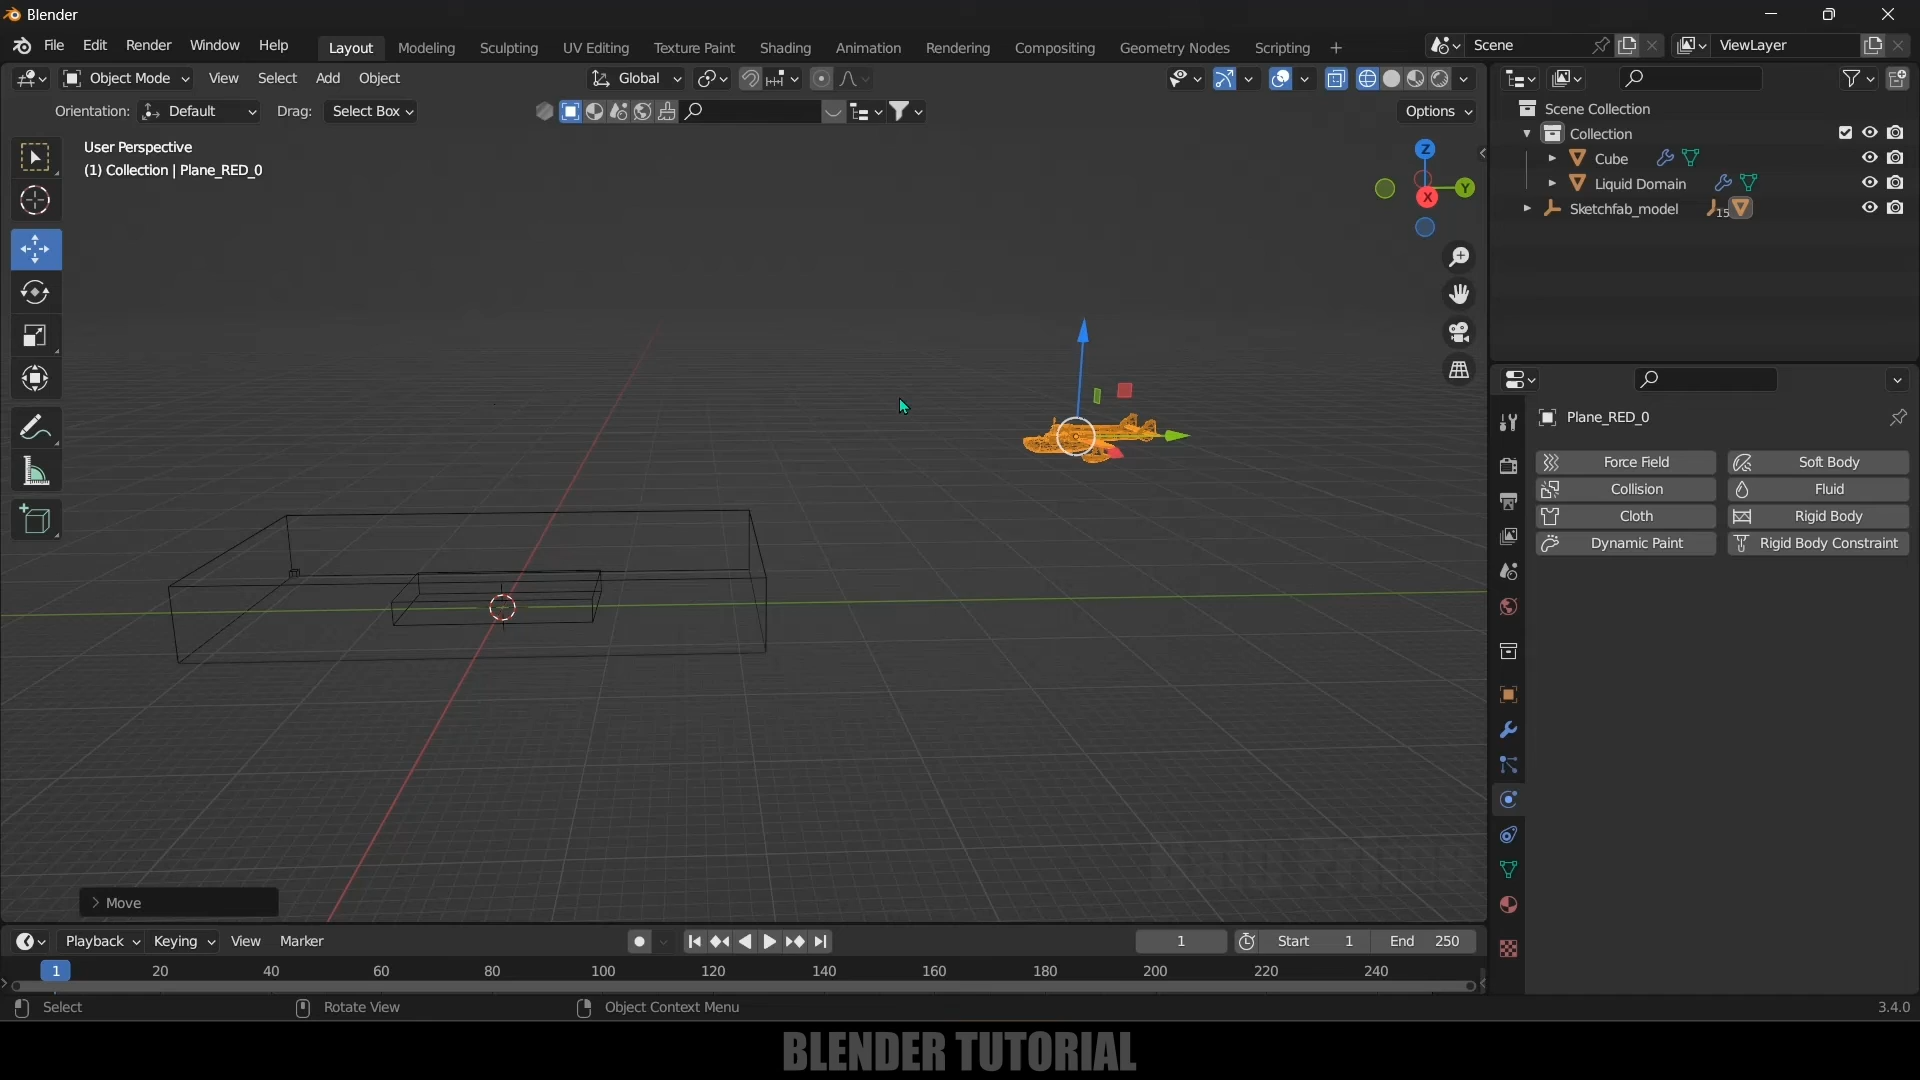 Blender
File Edit Render Window Help Layout Modeling Sculpting UV Editing Texture Paint Shading Animation Rendering Compositing Geometry Nodes Scripting + Scene ViewLayer
Object Mode View Select Add Object Global
Orientation: Default Drag: Select Box Options
User Perspective
(1) Collection | Plane_RED_0
Z
Y
X
Scene Collection
Collection
Cube
Liquid Domain
Sketchfab_model 15
Plane_RED_0
Force Field Soft Body
Collision Fluid
Cloth Rigid Body
Dynamic Paint Rigid Body Constraint
Move
Playback Keying View Marker 1 Start 1 End 250
1 20 40 60 80 100 120 140 160 180 200 220 240
Select Rotate View Object Context Menu 3.4.0
BLENDER TUTORIAL